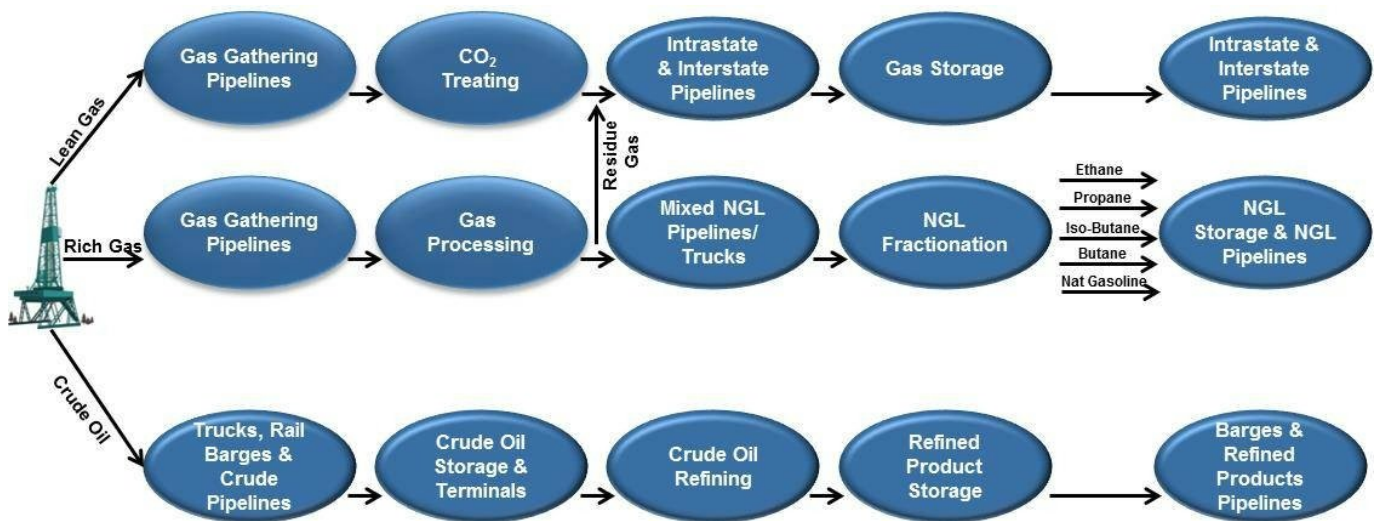 Lean Gas
Gas Gathering
Pipelines
CO₂
Treating
Intrastate
& Interstate
Pipelines
Gas Storage
Intrastate &
Interstate
Pipelines
Residue
Gas
Rich Gas
Gas Gathering
Pipelines
Gas
Processing
Mixed NGL
Pipelines/
Trucks
NGL
Fractionation
Ethane
Propane
Iso-Butane
Butane
Nat Gasoline
NGL
Storage & NGL
Pipelines
Crude Oil
Trucks, Rail
Barges &
Crude
Pipelines
Crude Oil
Storage &
Terminals
Crude Oil
Refining
Refined
Product
Storage
Barges &
Refined
Products
Pipelines